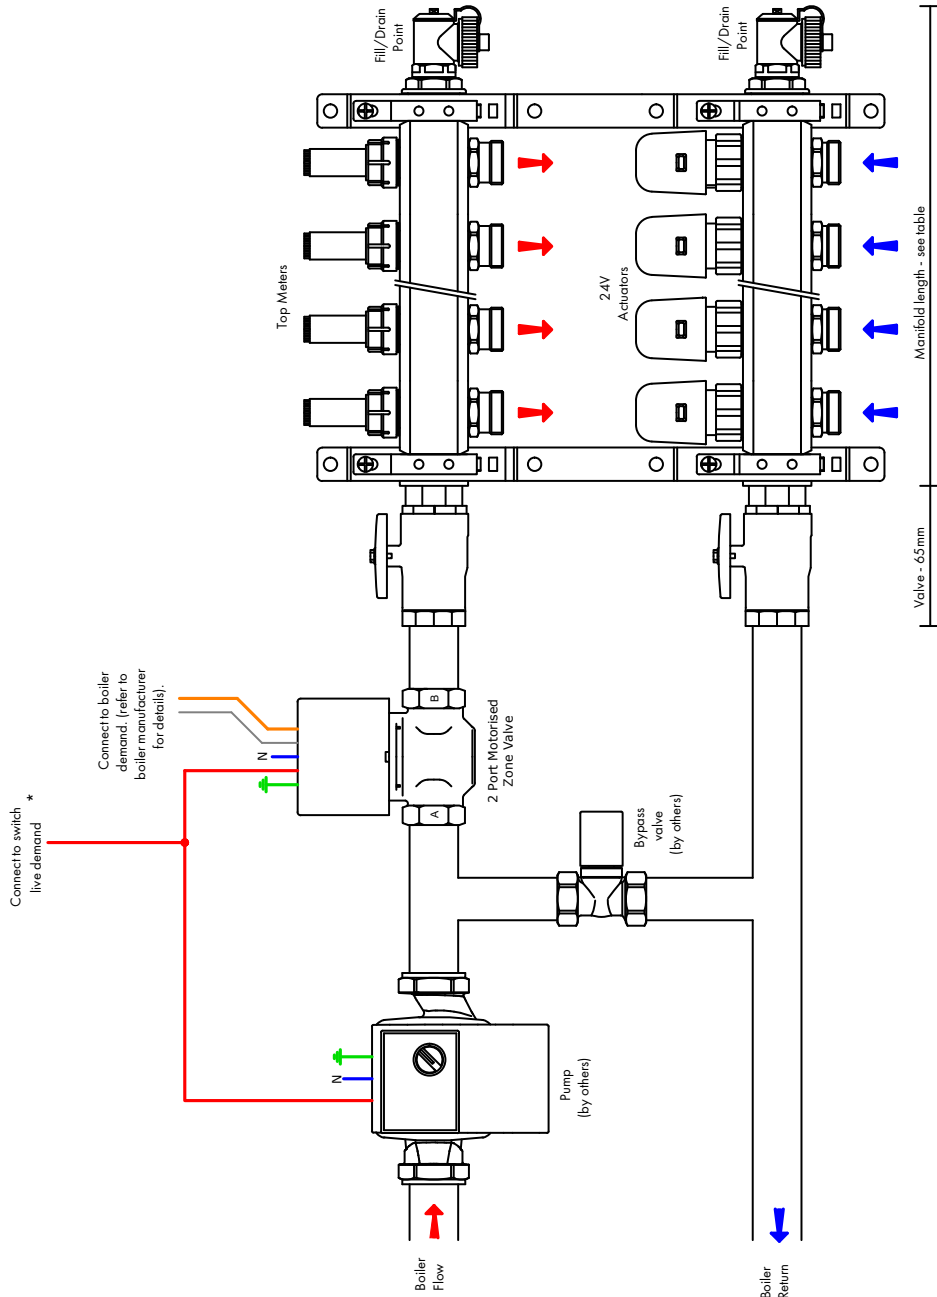 Fill/Drain
Point
Fill/Drain
Point
Top Meters
24V
Actuators
Manifold length - see table
Valve - 65mm
Connect to boiler
demand. (refer to
boiler manufacturer
for details).
N
B
A
2 Port Motorised
Zone Valve
Connect to switch
live demand *
Bypass
valve
(by others)
N
Pump
(by others)
Boiler
Flow
Boiler
Return